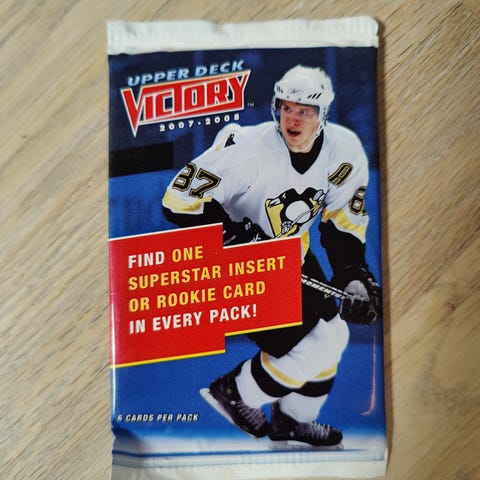 UPPER DECK
VICTORY
2007-2008
A
87
FIND ONE
SUPERSTAR INSERT
OR ROOKIE CARD
IN EVERY PACK!
6 CARDS PER PACK